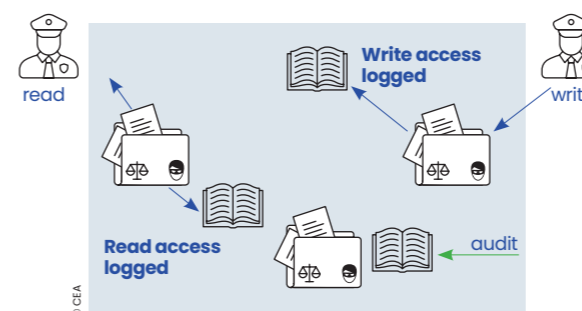 Write access
logged
read
writ
audit
Read access
logged
CEA